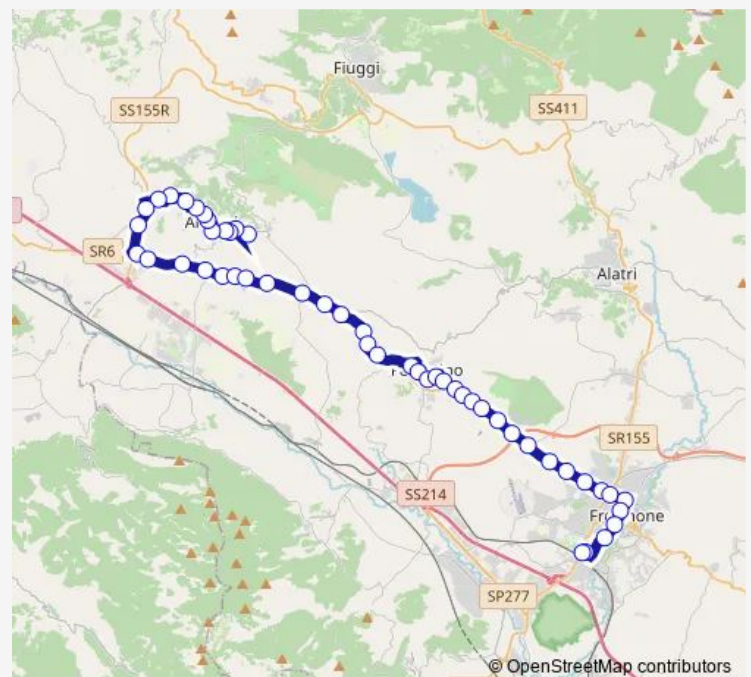 Fiuggi
SS155R
SS411
SR6
Alatri
SR155
SS214
SP277
© OpenStreetMap contributors